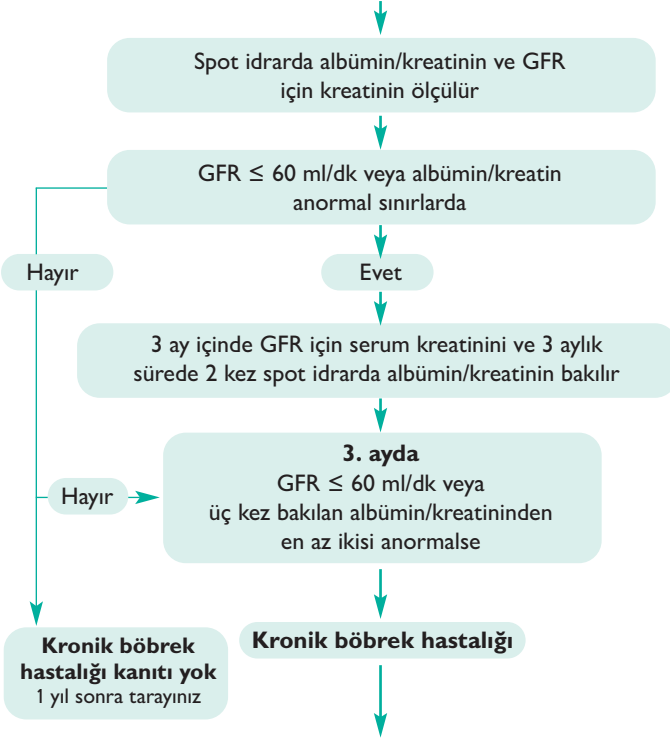 Spot idrarda albümin/kreatinin ve GFR
için kreatinin ölçülür
GFR ≤ 60 ml/dk veya albümin/kreatin
anormal sınırlarda
Hayır
Evet
3 ay içinde GFR için serum kreatinini ve 3 aylık
sürede 2 kez spot idrarda albümin/kreatinin bakılır
3. ayda
GFR ≤ 60 ml/dk veya
üç kez bakılan albümin/kreatininden
en az ikisi anormalse
Hayır
Kronik böbrek
hastalığı kanıtı yok
1 yıl sonra tarayınız
Kronik böbrek hastalığı